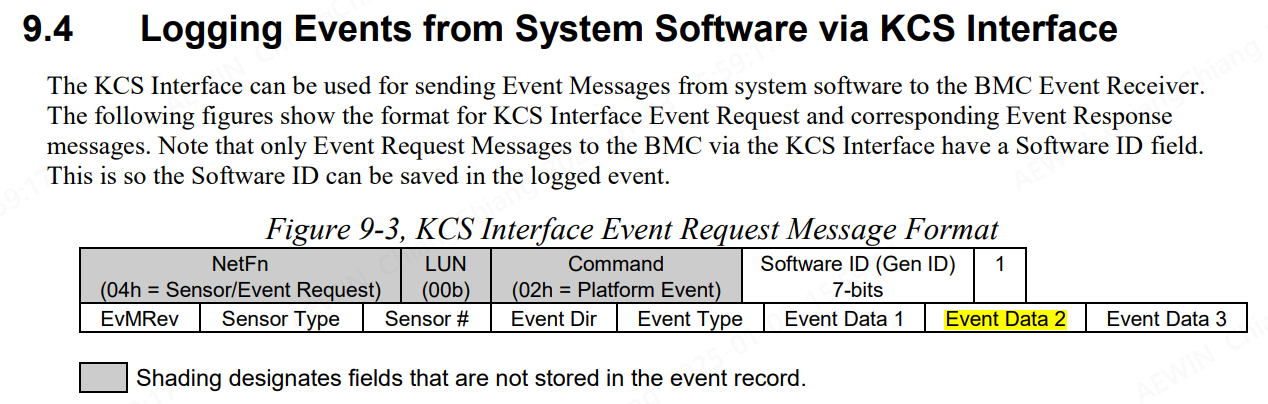 9.4 Logging Events from System Software via KCS Interface
The KCS Interface can be used for sending Event Messages from system software to the BMC Event Receiver.
The following figures show the format for KCS Interface Event Request and corresponding Event Response
messages. Note that only Event Request Messages to the BMC via the KCS Interface have a Software ID field.
This is so the Software ID can be saved in the logged event.
Figure 9-3, KCS Interface Event Request Message Format
NetFn LUN Command Software ID (Gen ID) 1
(04h = Sensor/Event Request) (00b) (02h = Platform Event) 7-bits
EvMRev Sensor Type Sensor # Event Dir Event Type Event Data 1 Event Data 2 Event Data 3
Shading designates fields that are not stored in the event record.